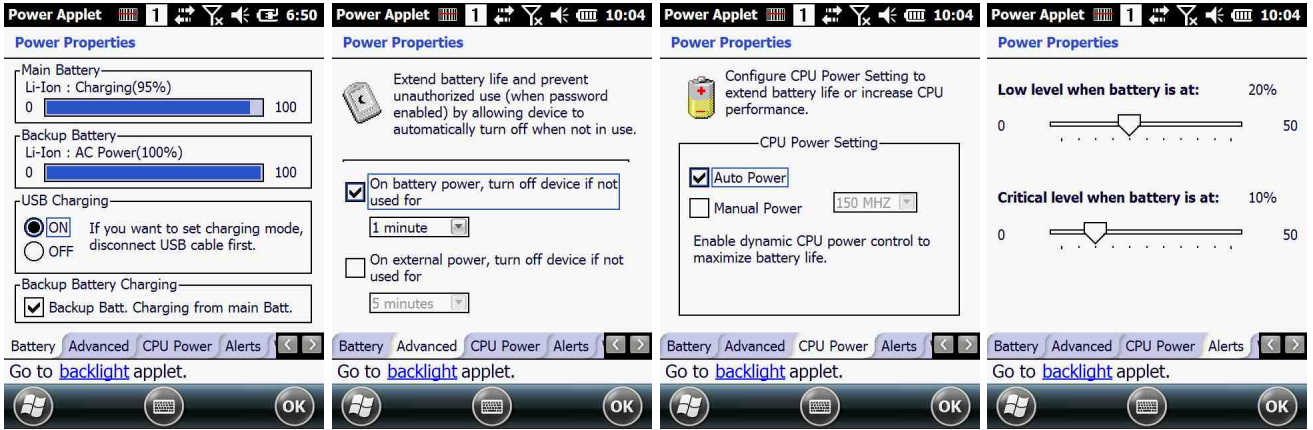 Power Applet 1 6:50
Power Properties
Main Battery
Li-Ion : Charging(95%)
0 100
Backup Battery
Li-Ion : AC Power(100%)
0 100
USB Charging
ON
OFF
If you want to set charging mode,
disconnect USB cable first.
Backup Battery Charging
Backup Batt. Charging from main Batt.
Battery Advanced CPU Power Alerts
Go to backlight applet.
OK
Power Applet 1 10:04
Power Properties
Extend battery life and prevent
unauthorized use (when password
enabled) by allowing device to
automatically turn off when not in use.
On battery power, turn off device if not
used for
1 minute
On external power, turn off device if not
used for
5 minutes
Battery Advanced CPU Power Alerts
Go to backlight applet.
OK
Power Applet 1 10:04
Power Properties
Configure CPU Power Setting to
extend battery life or increase CPU
performance.
CPU Power Setting
Auto Power
Manual Power 150 MHZ
Enable dynamic CPU power control to
maximize battery life.
Battery Advanced CPU Power Alerts
Go to backlight applet.
OK
Power Applet 1 10:04
Power Properties
Low level when battery is at: 20%
0 50
Critical level when battery is at: 10%
0 50
Battery Advanced CPU Power Alerts
Go to backlight applet.
OK